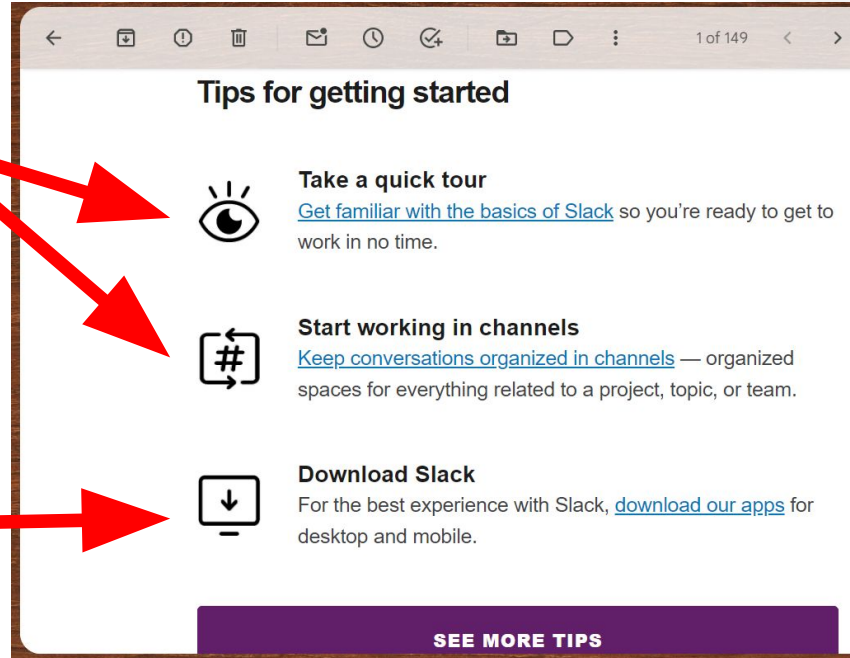 1 of 149
Tips for getting started
Take a quick tour
Get familiar with the basics of Slack so you’re ready to get to
work in no time.
#
Start working in channels
Keep conversations organized in channels — organized
spaces for everything related to a project, topic, or team.
Download Slack
For the best experience with Slack, download our apps for
desktop and mobile.
SEE MORE TIPS